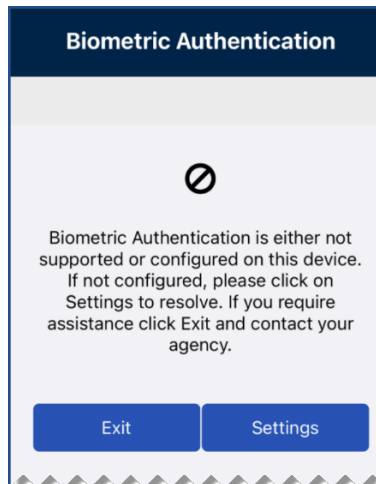 Biometric Authentication
Biometric Authentication is either not
supported or configured on this device.
If not configured, please click on
Settings to resolve. If you require
assistance click Exit and contact your
agency.
Exit
Settings